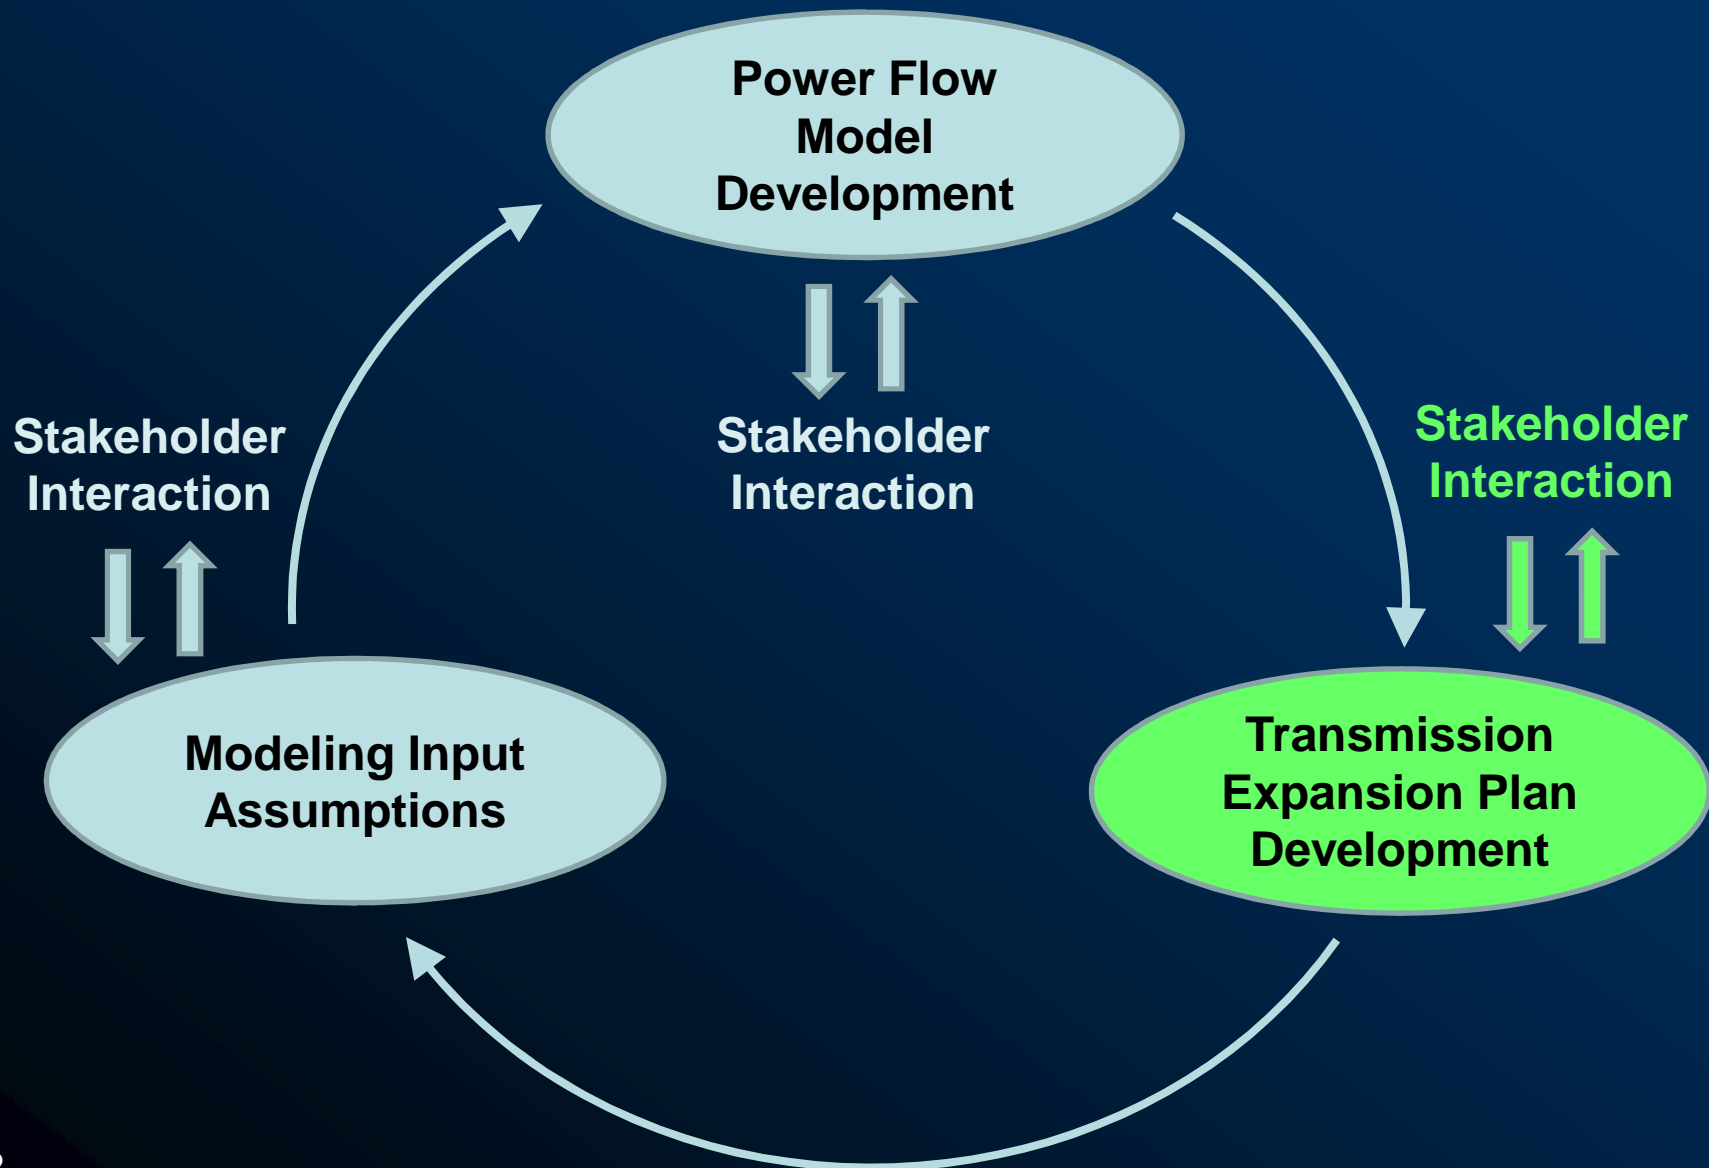 Power Flow
Model
Development
Stakeholder
Interaction
Stakeholder
Interaction
Stakeholder
Interaction
Modeling Input
Assumptions
Transmission
Expansion Plan
Development